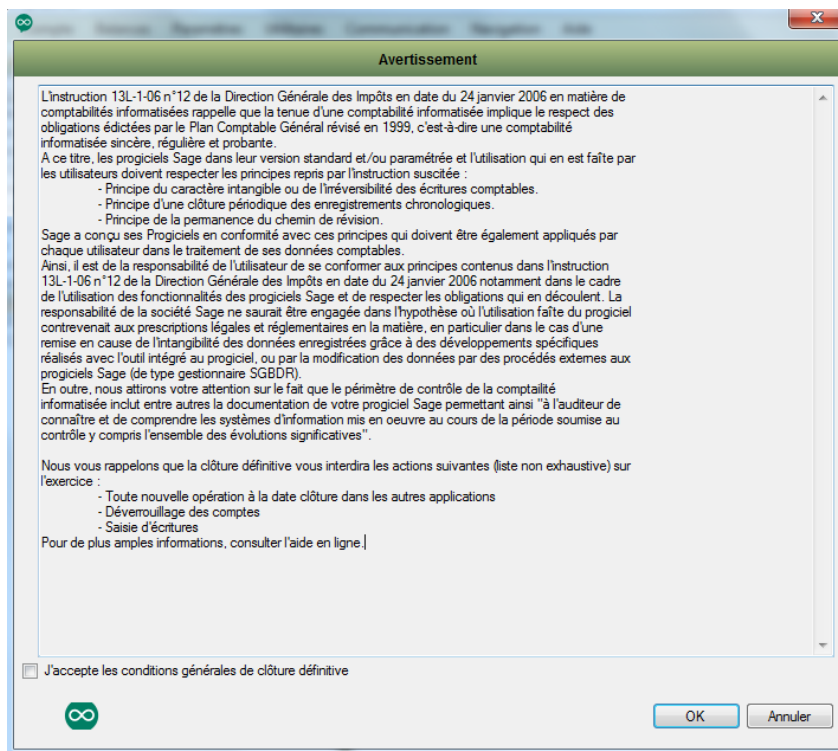 Paramètres Utilitaires Communication Navigation Aide
Avertissement
L'instruction 13L-1-06 n°12 de la Direction Générale des Impôts en date du 24 janvier 2006 en matière de
comptabilités informatisées rappelle que la tenue d'une comptabilité informatisée implique le respect des
obligations édictées par le Plan Comptable Général révisé en 1999, c'est-à-dire une comptabilité
informatisée sincère, régulière et probante.
A ce titre, les progiciels Sage dans leur version standard et/ou paramétrée et l'utilisation qui en est faîte par
les utilisateurs doivent respecter les principes repris par l'instruction suscitée :
- Principe du caractère intangible ou de l'irréversibilité des écritures comptables.
- Principe d'une clôture périodique des enregistrements chronologiques.
- Principe de la permanence du chemin de révision.
Sage a conçu ses Progiciels en conformité avec ces principes qui doivent être également appliqués par
chaque utilisateur dans le traitement de ses données comptables.
Ainsi, il est de la responsabilité de l'utilisateur de se conformer aux principes contenus dans l'instruction
13L-1-06 n°12 de la Direction Générale des Impôts en date du 24 janvier 2006 notamment dans le cadre
de l'utilisation des fonctionnalités des progiciels Sage et de respecter les obligations qui en découlent. La
responsabilité de la société Sage ne saurait être engagée dans l'hypothèse où l'utilisation faîte du progiciel
contrevenait aux prescriptions légales et réglementaires en la matière, en particulier dans le cas d'une
remise en cause de l'intangibilité des données enregistrées grâce à des développements spécifiques
réalisés avec l'outil intégré au progiciel, ou par la modification des données par des procédés externes aux
progiciels Sage (de type gestionnaire SGBDR).
En outre, nous attirons votre attention sur le fait que le périmètre de contrôle de la comptailité
informatisée inclut entre autres la documentation de votre progiciel Sage permettant ainsi "à l'auditeur de
connaître et de comprendre les systèmes d'information mis en oeuvre au cours de la période soumise au
contrôle y compris l'ensemble des évolutions significatives".
Nous vous rappelons que la clôture définitive vous interdira les actions suivantes (liste non exhaustive) sur
l'exercice :
- Toute nouvelle opération à la date clôture dans les autres applications
- Déverrouillage des comptes
- Saisie d'écritures
Pour de plus amples informations, consulter l'aide en ligne.
J'accepte les conditions générales de clôture définitive
OK Annuler